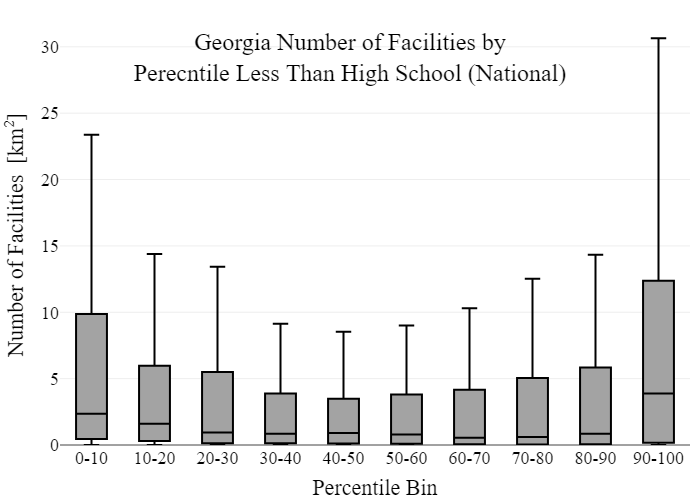 Georgia Number of Facilities by
Perecntile Less Than High School (National)
Number of Facilities [km²]
30
25
20
15
10
5
0
0-10 10-20 20-30 30-40 40-50 50-60 60-70 70-80 80-90 90-100
Percentile Bin